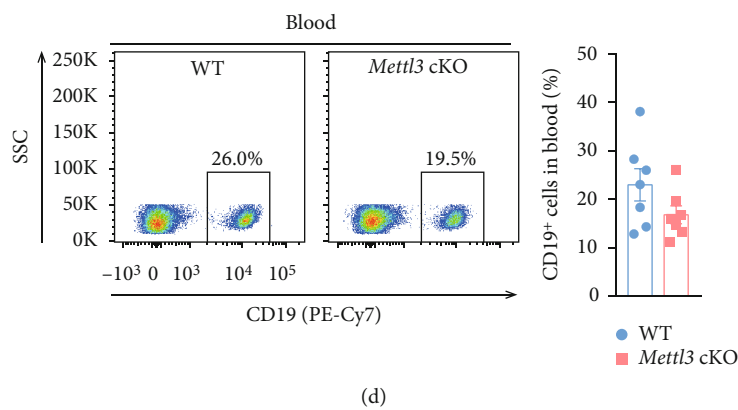 Blood
WT
Mettl3 cKO
26.0%
19.5%
250K
200K
150K
100K
50K
0K
SSC
−10³ 0 10³ 10⁴ 10⁵
CD19 (PE-Cy7)
50
40
30
20
10
0
CD19⁺ cells in blood (%)
WT
Mettl3 cKO
(d)